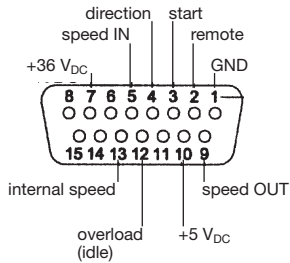 direction start
speed IN remote
+36 VDC GND
8 7 6 5 4 3 2 1
15 14 13 12 11 10 9
internal speed speed OUT
overload +5 VDC
(idle)